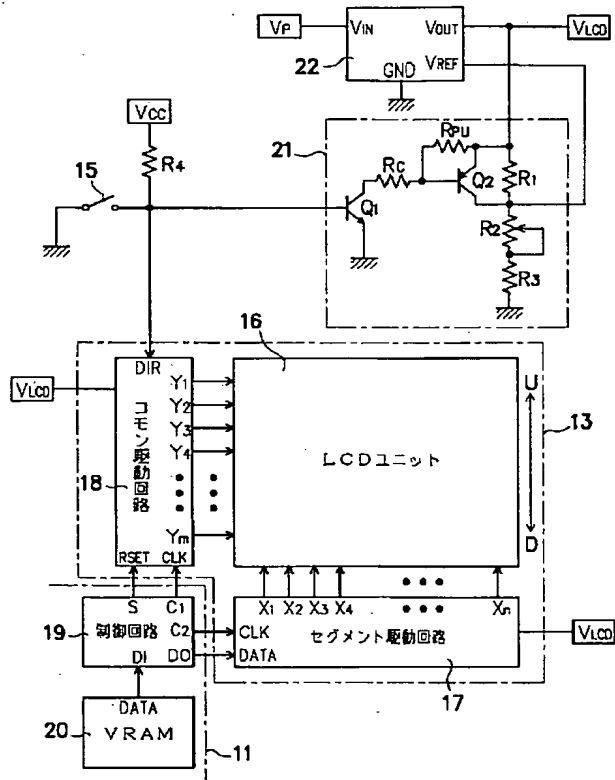 VP
VIN
VOUT
VLCD
22
GND
VREF
VCC
R4
15
21
RPU
RC
Q2
R1
Q1
R2
R3
16
DIR
VLCD
コモン駆動回路
18
Y1
Y2
Y3
Y4
Ym
LCDユニット
U
D
13
RSET
CLK
S
C1
19
制御回路
C2
DI
DO
X1
X2
X3
X4
Xn
CLK
セグメント駆動回路
DATA
VLCD
17
DATA
20
VRAM
11